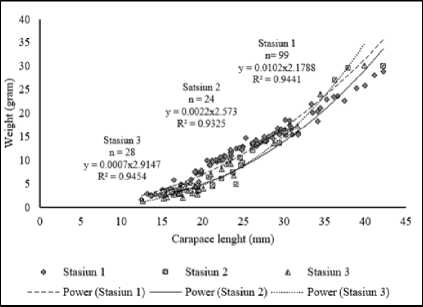 40
35
30
25
20
15
10
5
0
Weight (gram)
Stasiun 1
n= 99
y = 0.0102x2.1788
R² = 0.9441
Satsiun 2
n = 24
y = 0.0022x2.573
R² = 0.9325
Stasiun 3
n = 28
y = 0.0007x2.9147
R² = 0.9454
0 5 10 15 20 25 30 35 40 45
Carapace lenght (mm)
Stasiun 1 Stasiun 2 Stasiun 3
Power (Stasiun 1) Power (Stasiun 2) Power (Stasiun 3)